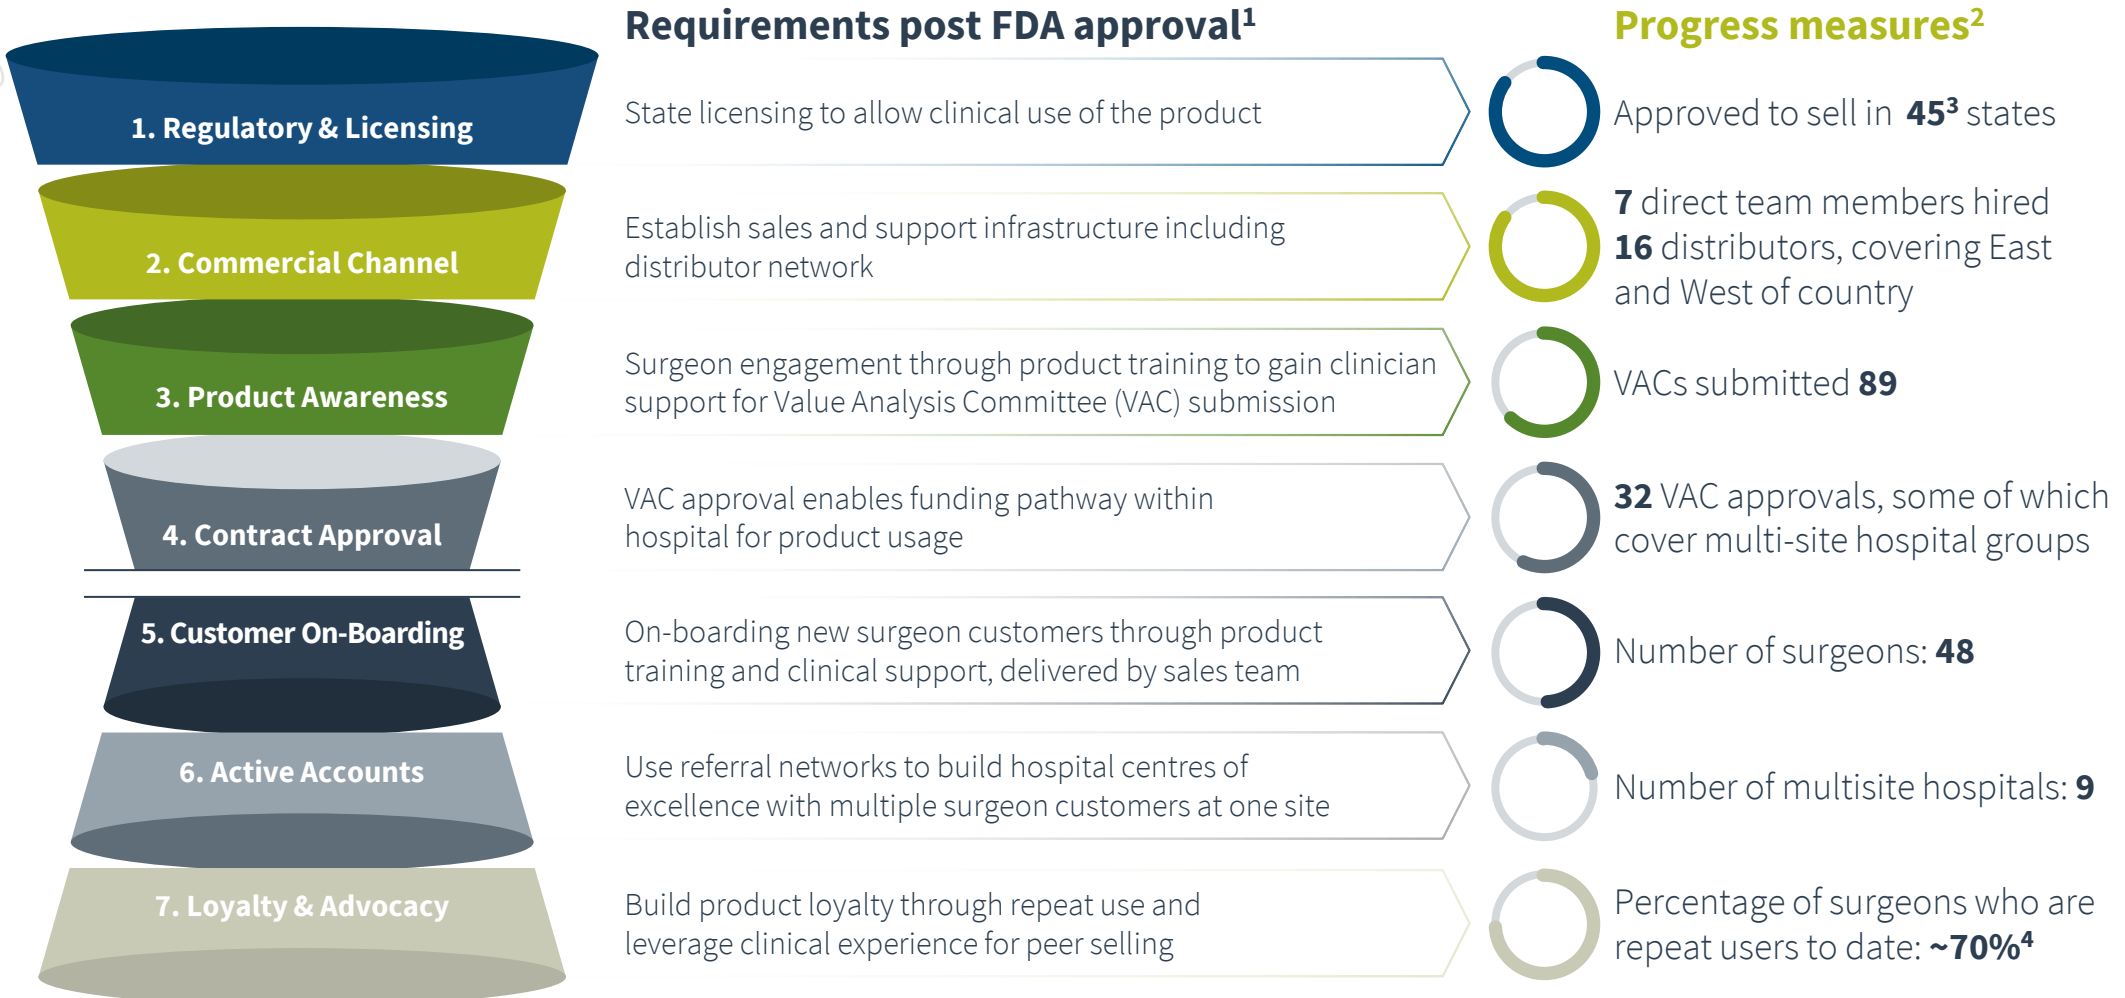 Requirements post FDA approval¹
Progress measures²
1. Regulatory & Licensing
State licensing to allow clinical use of the product
Approved to sell in 45³ states
2. Commercial Channel
Establish sales and support infrastructure including
distributor network
7 direct team members hired
16 distributors, covering East
and West of country
3. Product Awareness
Surgeon engagement through product training to gain clinician
support for Value Analysis Committee (VAC) submission
VACs submitted 89
4. Contract Approval
VAC approval enables funding pathway within
hospital for product usage
32 VAC approvals, some of which
cover multi-site hospital groups
5. Customer On-Boarding
On-boarding new surgeon customers through product
training and clinical support, delivered by sales team
Number of surgeons: 48
6. Active Accounts
Use referral networks to build hospital centres of
excellence with multiple surgeon customers at one site
Number of multisite hospitals: 9
7. Loyalty & Advocacy
Build product loyalty through repeat use and
leverage clinical experience for peer selling
Percentage of surgeons who are
repeat users to date: ~70%⁴